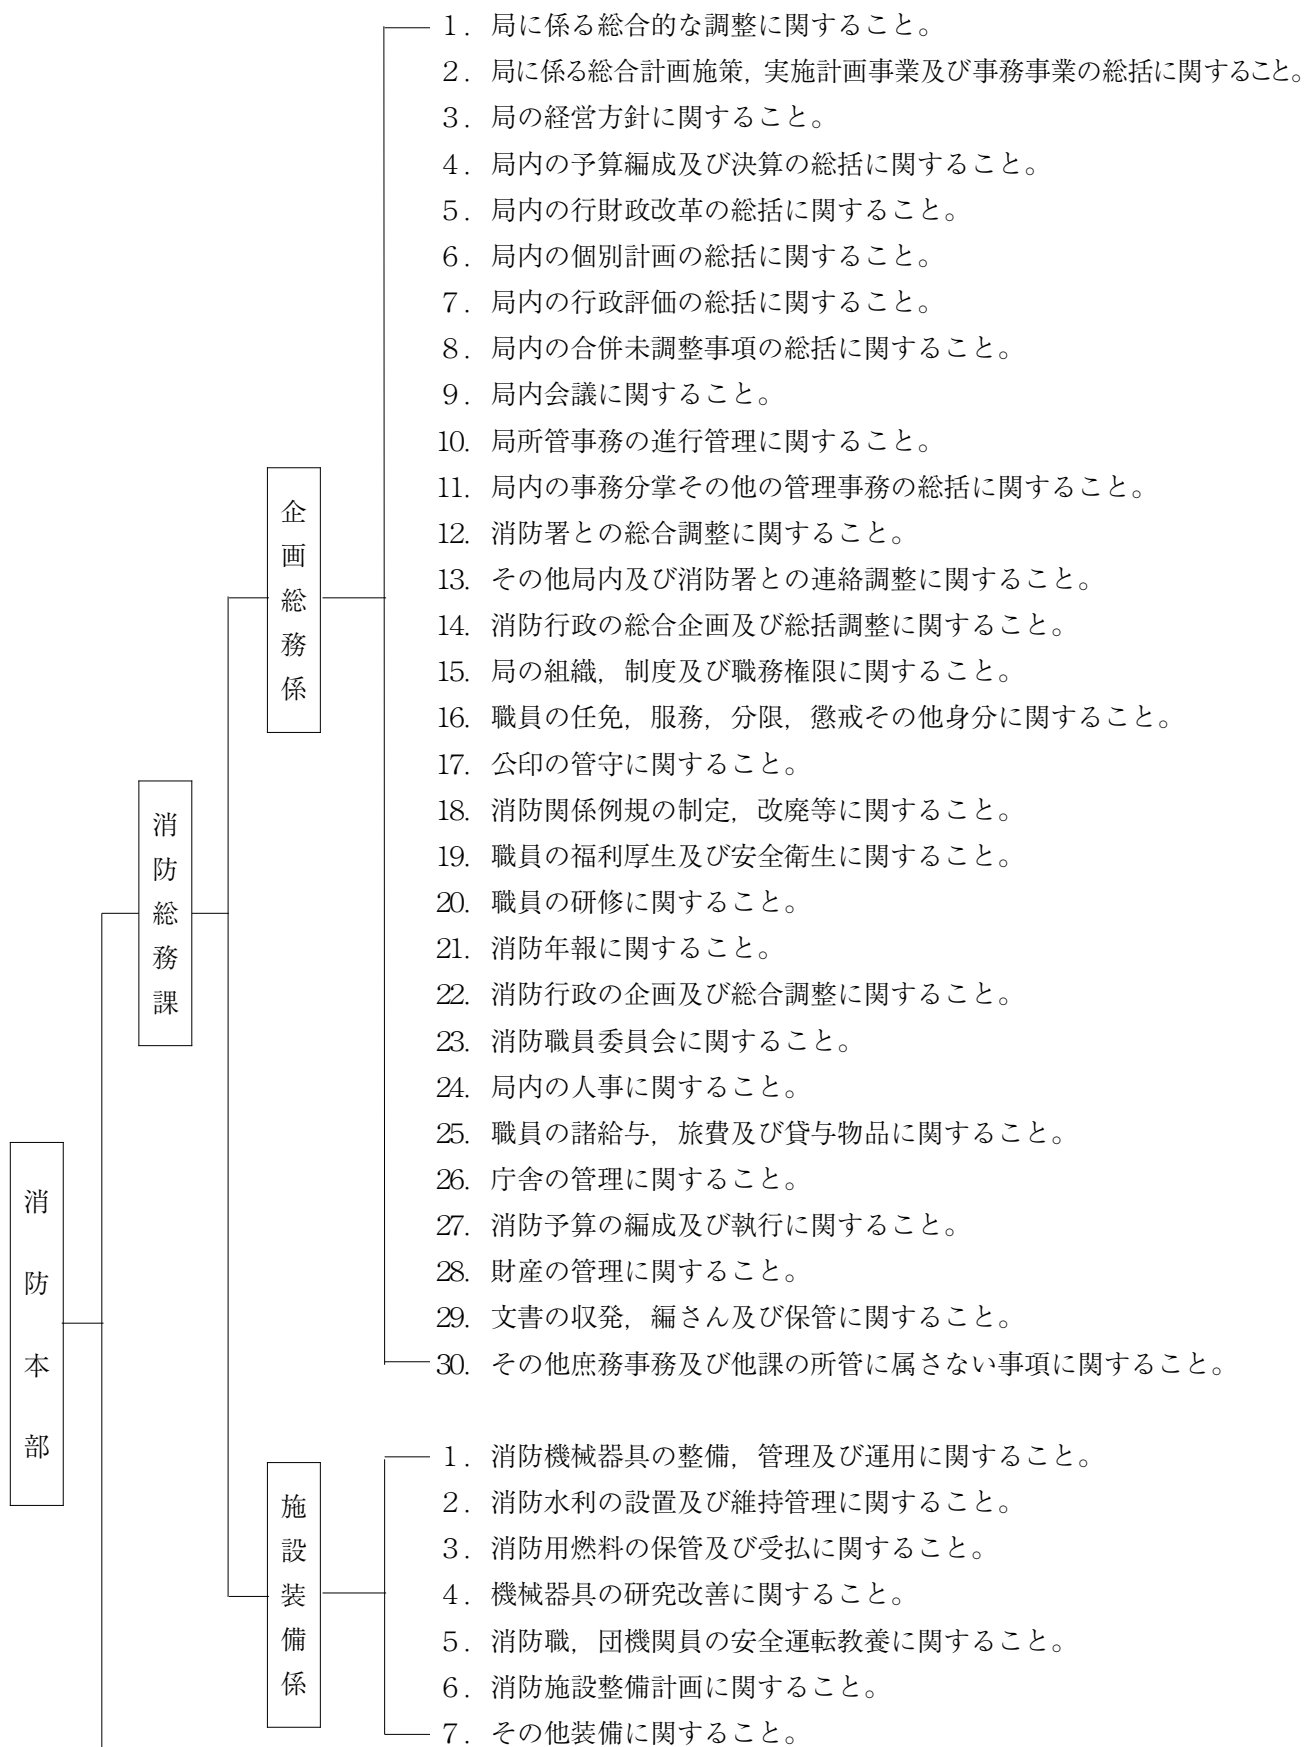 消防本部
消防総務課
企画総務係
1. 局に係る総合的な調整に関すること。
2. 局に係る総合計画施策，実施計画事業及び事務事業の総括に関すること。
3. 局の経営方針に関すること。
4. 局内の予算編成及び決算の総括に関すること。
5. 局内の行財政改革の総括に関すること。
6. 局内の個別計画の総括に関すること。
7. 局内の行政評価の総括に関すること。
8. 局内の合併未調整事項の総括に関すること。
9. 局内会議に関すること。
10. 局所管事務の進行管理に関すること。
11. 局内の事務分掌その他の管理事務の総括に関すること。
12. 消防署との総合調整に関すること。
13. その他局内及び消防署との連絡調整に関すること。
14. 消防行政の総合企画及び総括調整に関すること。
15. 局の組織，制度及び職務権限に関すること。
16. 職員の任免，服務，分限，懲戒その他身分に関すること。
17. 公印の管守に関すること。
18. 消防関係例規の制定，改廃等に関すること。
19. 職員の福利厚生及び安全衛生に関すること。
20. 職員の研修に関すること。
21. 消防年報に関すること。
22. 消防行政の企画及び総合調整に関すること。
23. 消防職員委員会に関すること。
24. 局内の人事に関すること。
25. 職員の諸給与，旅費及び貸与物品に関すること。
26. 庁舎の管理に関すること。
27. 消防予算の編成及び執行に関すること。
28. 財産の管理に関すること。
29. 文書の収発，編さん及び保管に関すること。
30. その他庶務事務及び他課の所管に属さない事項に関すること。
施設装備係
1. 消防機械器具の整備，管理及び運用に関すること。
2. 消防水利の設置及び維持管理に関すること。
3. 消防用燃料の保管及び受払に関すること。
4. 機械器具の研究改善に関すること。
5. 消防職，団機関員の安全運転教養に関すること。
6. 消防施設整備計画に関すること。
7. その他装備に関すること。